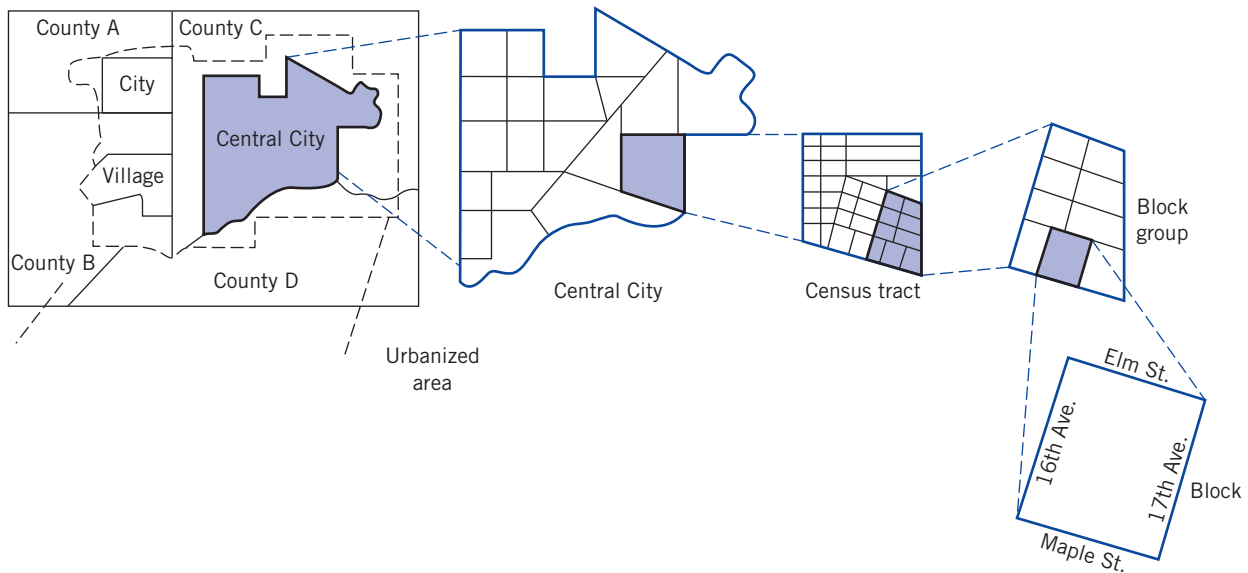 County A
County C
City
Central City
Village
County B
County D
Urbanized
area
Central City
Census tract
Block
group
Elm St.
16th Ave.
17th Ave.
Block
Maple St.